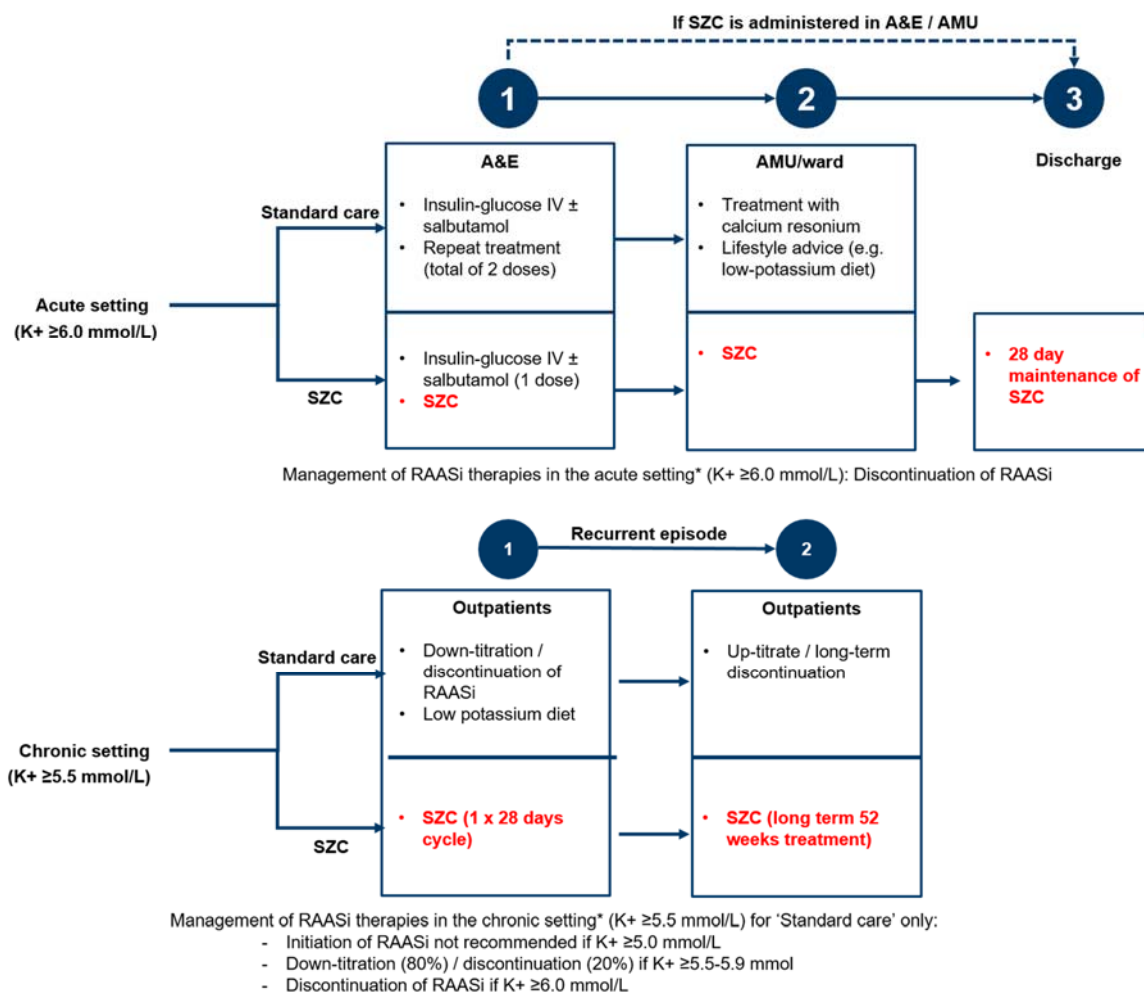 If SZC is administered in A&E / AMU
1
2
3
Discharge
A&E
• Insulin-glucose IV ±
salbutamol
• Repeat treatment
(total of 2 doses)
AMU/ward
• Treatment with
calcium resonium
• Lifestyle advice (e.g.
low-potassium diet)
Standard care
Acute setting
(K+ ≥6.0 mmol/L)
SZC
• Insulin-glucose IV ±
salbutamol (1 dose)
• SZC
• SZC
• 28 day
maintenance of
SZC
Management of RAASi therapies in the acute setting* (K+ ≥6.0 mmol/L): Discontinuation of RAASi
1
Recurrent episode
2
Outpatients
• Down-titration /
discontinuation of
RAASi
• Low potassium diet
Outpatients
• Up-titrate / long-term
discontinuation
Standard care
Chronic setting
(K+ ≥5.5 mmol/L)
SZC
• SZC (1 x 28 days
cycle)
• SZC (long term 52
weeks treatment)
Management of RAASi therapies in the chronic setting* (K+ ≥5.5 mmol/L) for ‘Standard care’ only:
- Initiation of RAASi not recommended if K+ ≥5.0 mmol/L
- Down-titration (80%) / discontinuation (20%) if K+ ≥5.5-5.9 mmol
- Discontinuation of RAASi if K+ ≥6.0 mmol/L